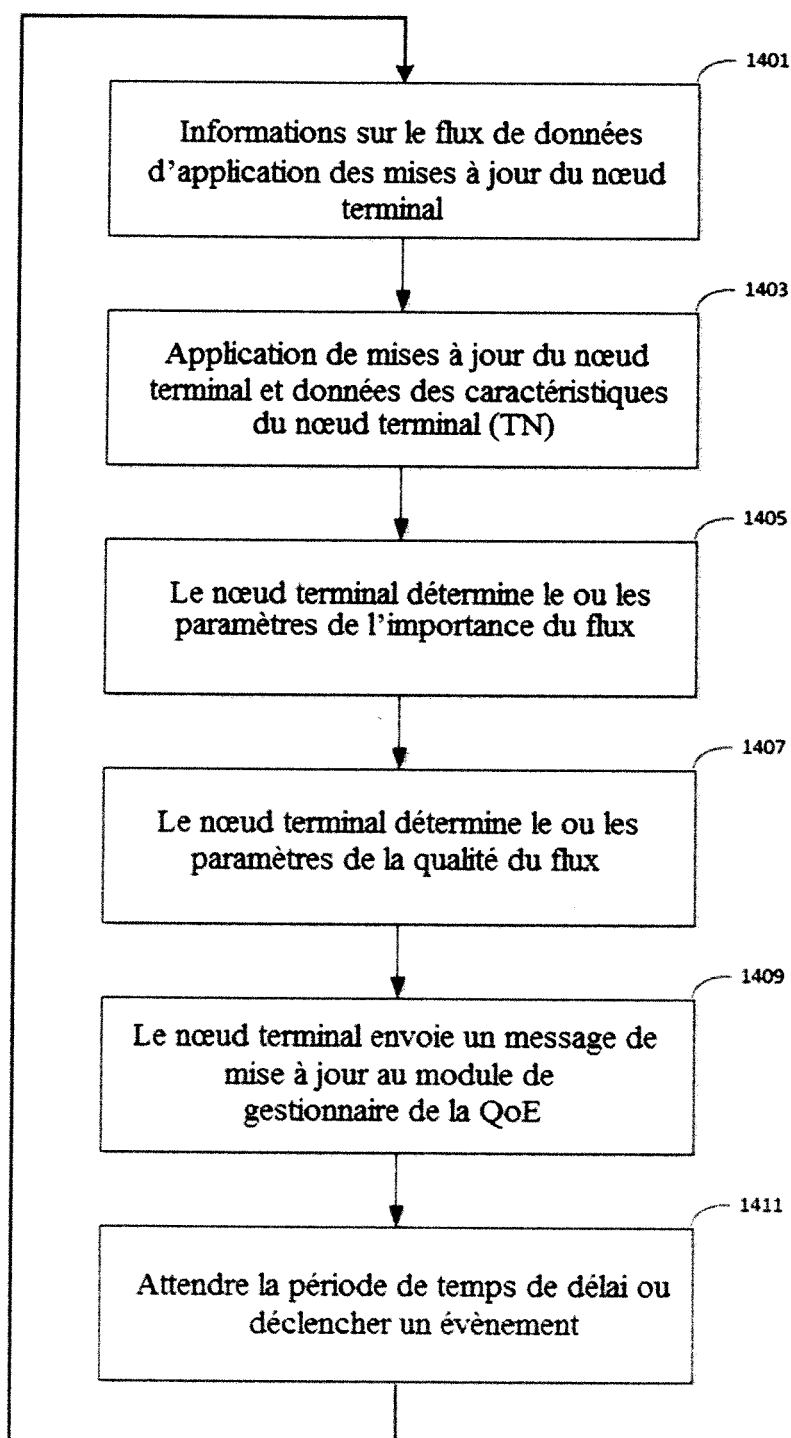 1401
Informations sur le flux de données
d'application des mises à jour du nœud
terminal
1403
Application de mises à jour du nœud
terminal et données des caractéristiques
du nœud terminal (TN)
1405
Le nœud terminal détermine le ou les
paramètres de l'importance du flux
1407
Le nœud terminal détermine le ou les
paramètres de la qualité du flux
1409
Le nœud terminal envoie un message de
mise à jour au module de
gestionnaire de la QoE
1411
Attendre la période de temps de délai ou
déclencher un évènement